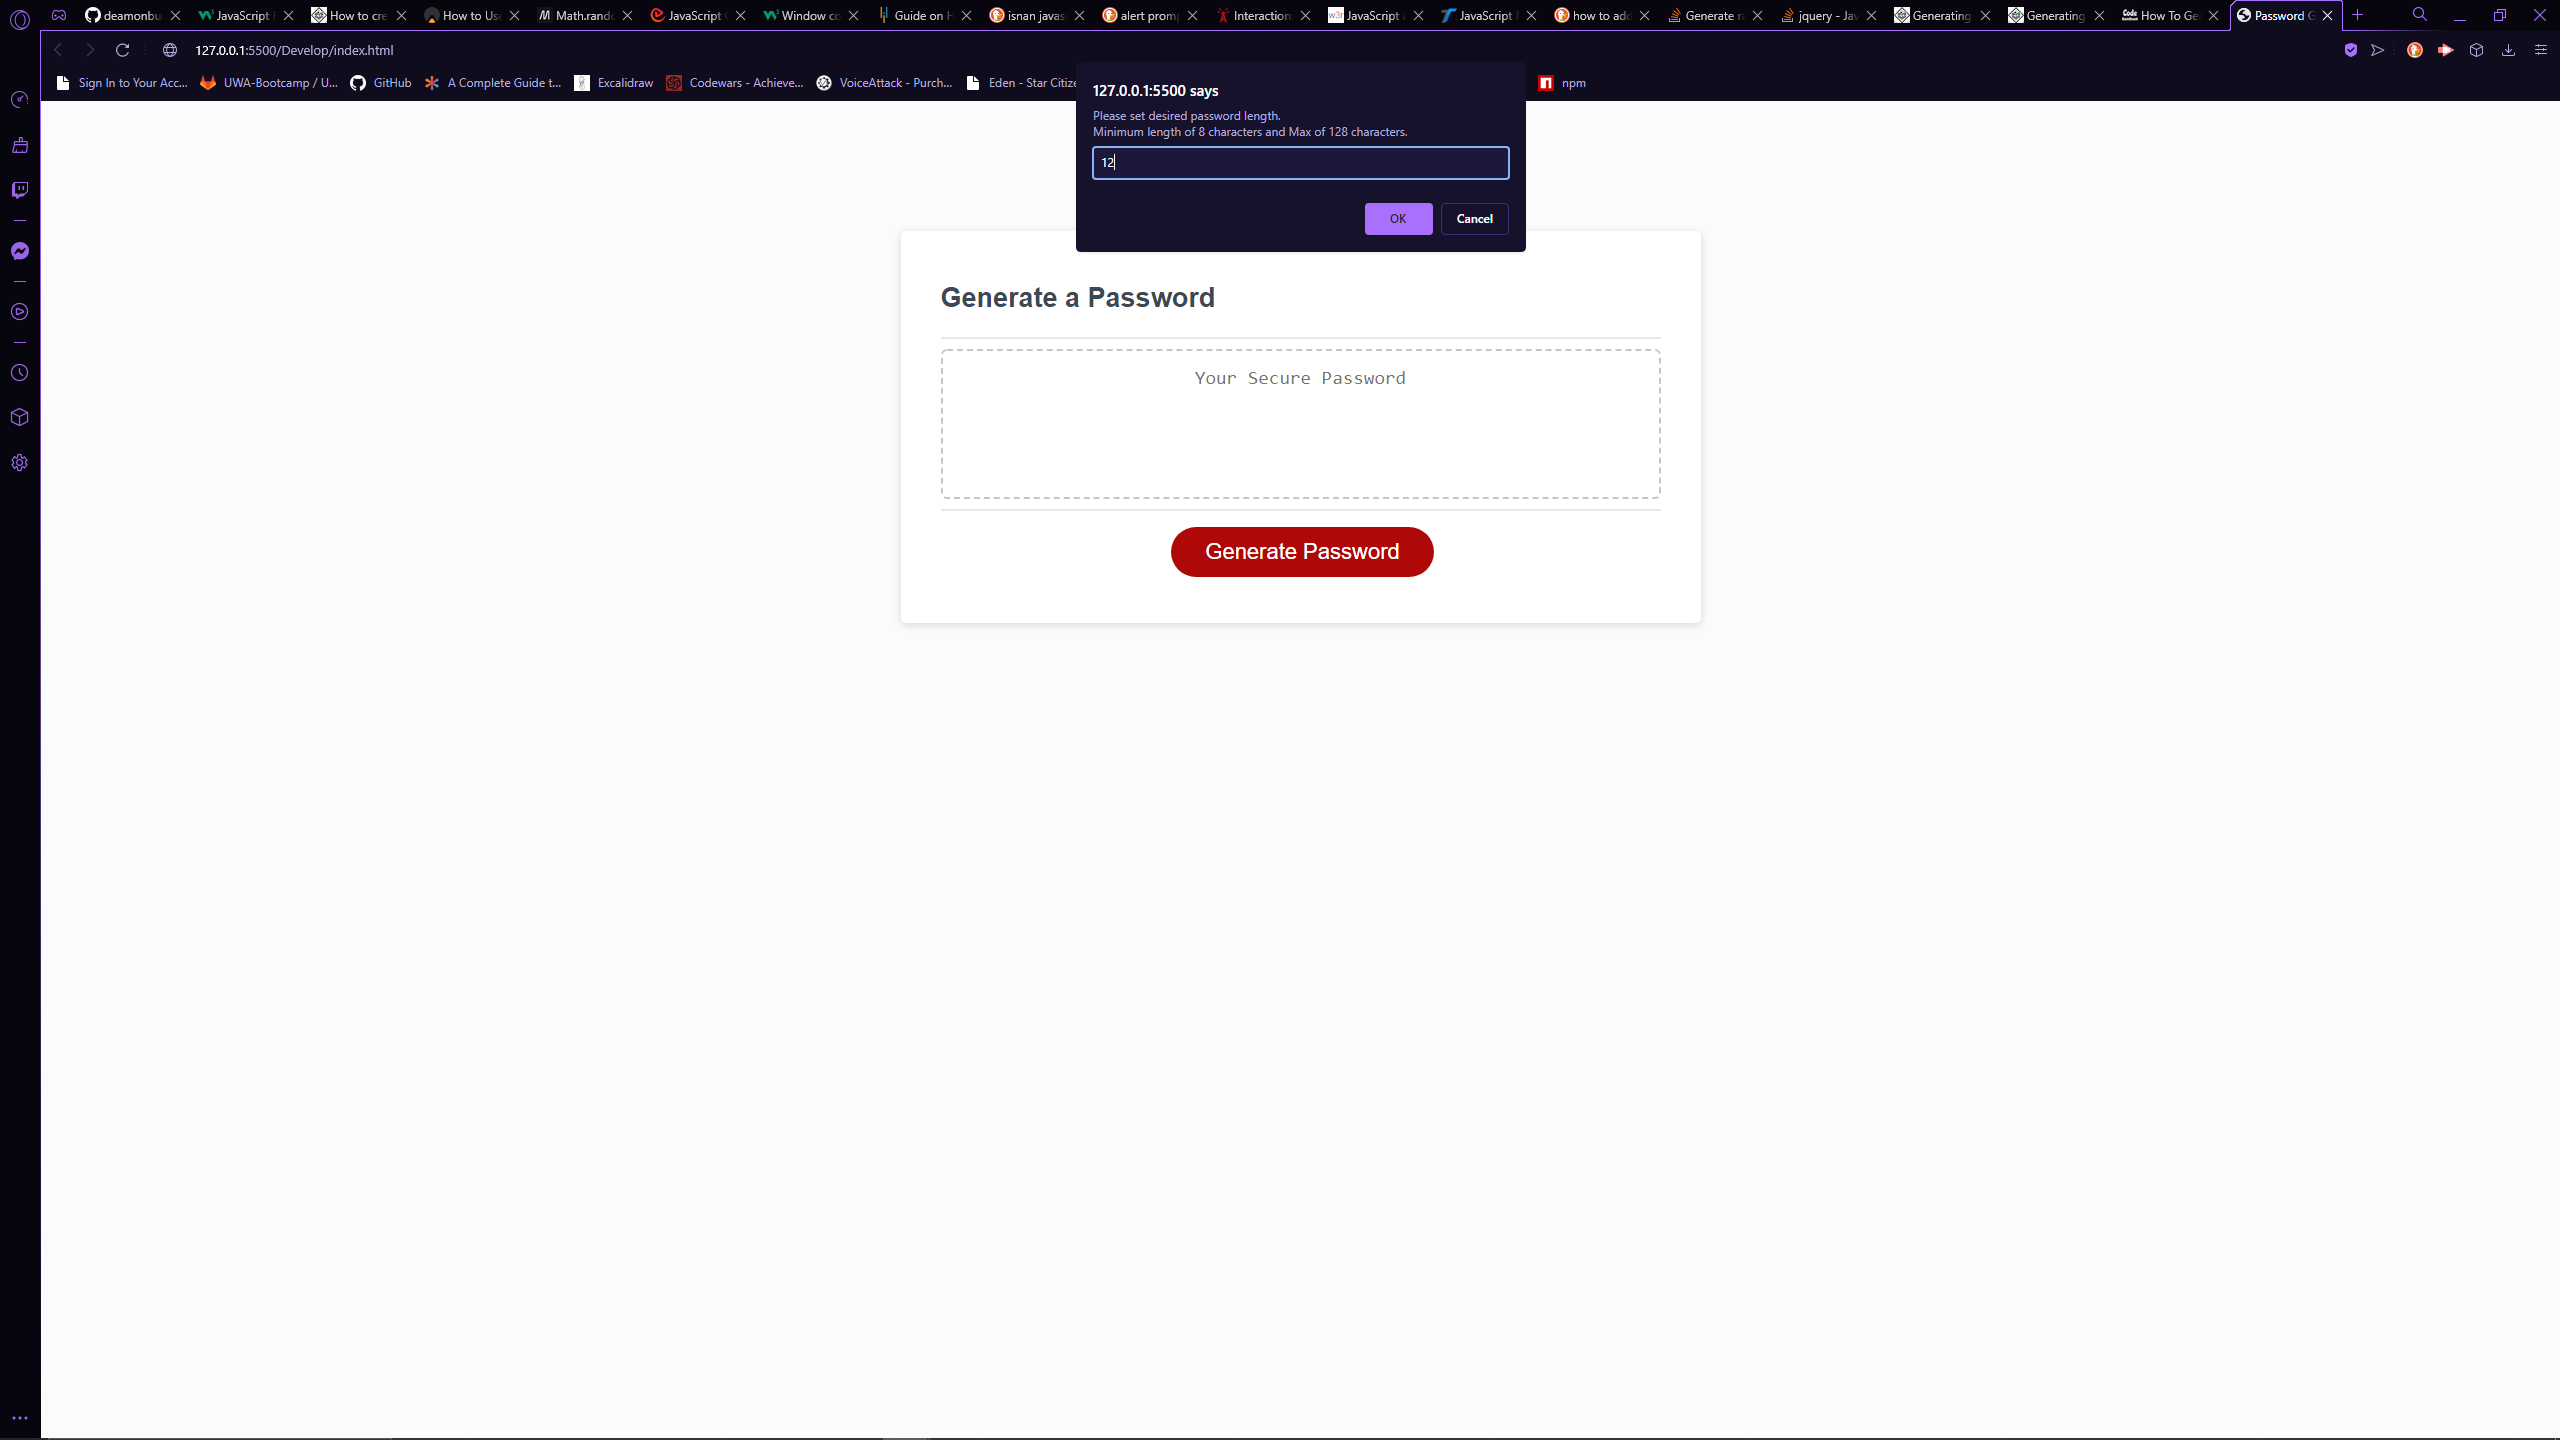 deamonbu
JavaScript
How to cre
How to Us
Math.rand
JavaScript
Window co
Guide on H
isnan javas
alert prom
Interaction
JavaScript
JavaScript
how to add
Generate r
jquery - Jav
Generating
Generating
How To Ge
Password G
127.0.0.1:5500/Develop/index.html
Sign In to Your Acc...
UWA-Bootcamp / U...
GitHub
A Complete Guide t...
Excalidraw
Codewars - Achieve...
VoiceAttack - Purch...
Eden - Star Citize
npm
127.0.0.1:5500 says
Please set desired password length.
Minimum length of 8 characters and Max of 128 characters.
12
OK
Cancel
Generate a Password
Your Secure Password
Generate Password